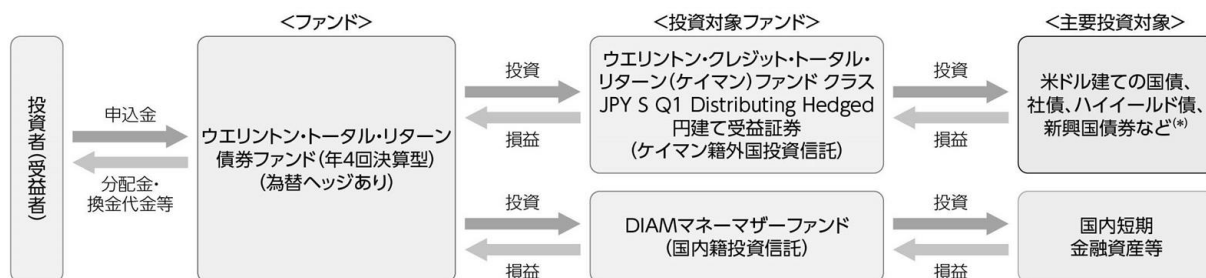 <ファンド>
<投資対象ファンド>
<主要投資対象>
投資者(受益者)
申込金
分配金・
換金代金等
ウエリントン・トータル・リターン
債券ファンド(年4回決算型)
(為替ヘッジあり)
投資
損益
ウエリントン・クレジット・トータル・
リターン(ケイマン)ファンド クラス
JPY S Q1 Distributing Hedged
円建て受益証券
(ケイマン籍外国投資信託)
投資
損益
米ドル建ての国債、
社債、ハイイールド債、
新興国債券など(*)
投資
損益
DIAMマネーマザーファンド
(国内籍投資信託)
投資
損益
国内短期
金融資産等